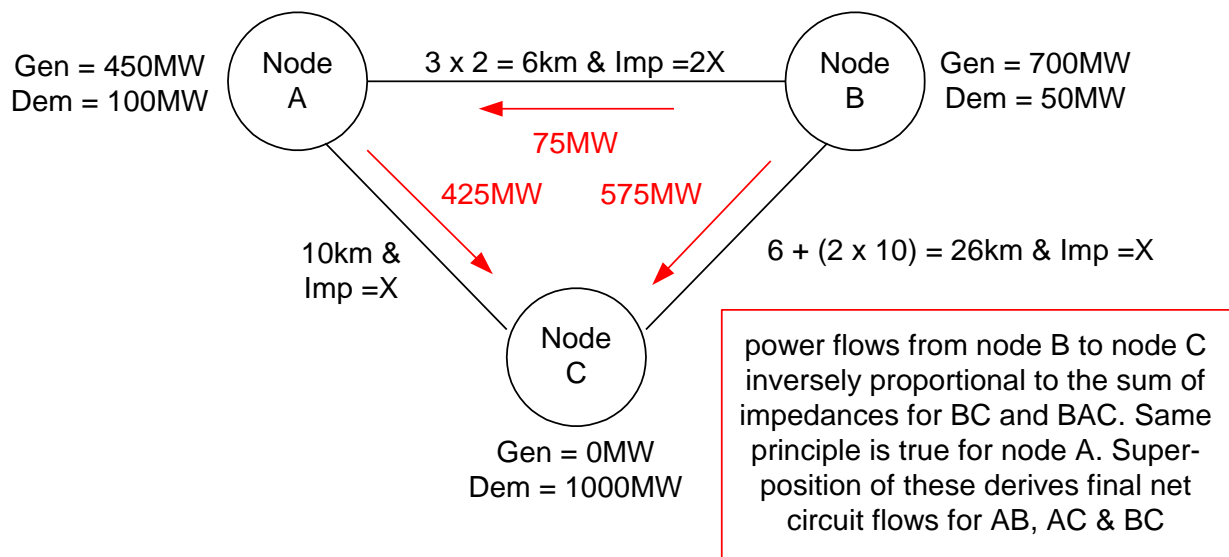 Gen = 450MW
Dem = 100MW
Node
A
3 x 2 = 6km & Imp =2X
Node
B
Gen = 700MW
Dem = 50MW
75MW
425MW
575MW
10km &
Imp =X
6 + (2 x 10) = 26km & Imp =X
Node
C
Gen = 0MW
Dem = 1000MW
power flows from node B to node C
inversely proportional to the sum of
impedances for BC and BAC. Same
principle is true for node A. Super-
position of these derives final net
circuit flows for AB, AC & BC